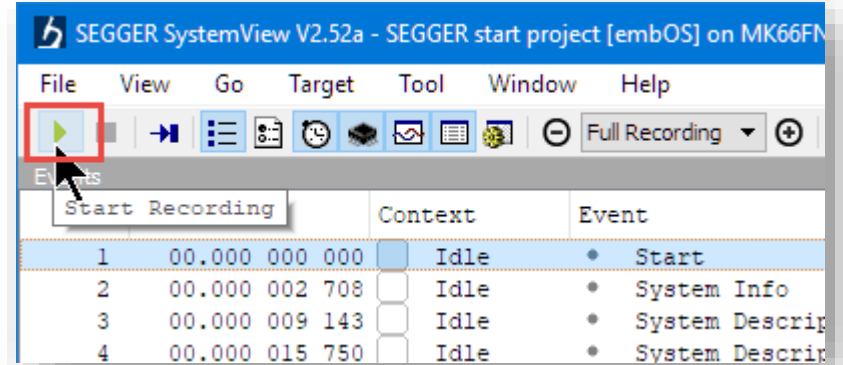 SEGGER SystemView V2.52a - SEGGER start project [embOS] on MK66FN
File View Go Target Tool Window Help
Full Recording
Start Recording
Context Event
1 00.000 000 000 Idle Start
2 00.000 002 708 Idle System Info
3 00.000 009 143 Idle System Descrip
4 00.000 015 750 Idle System Descrip